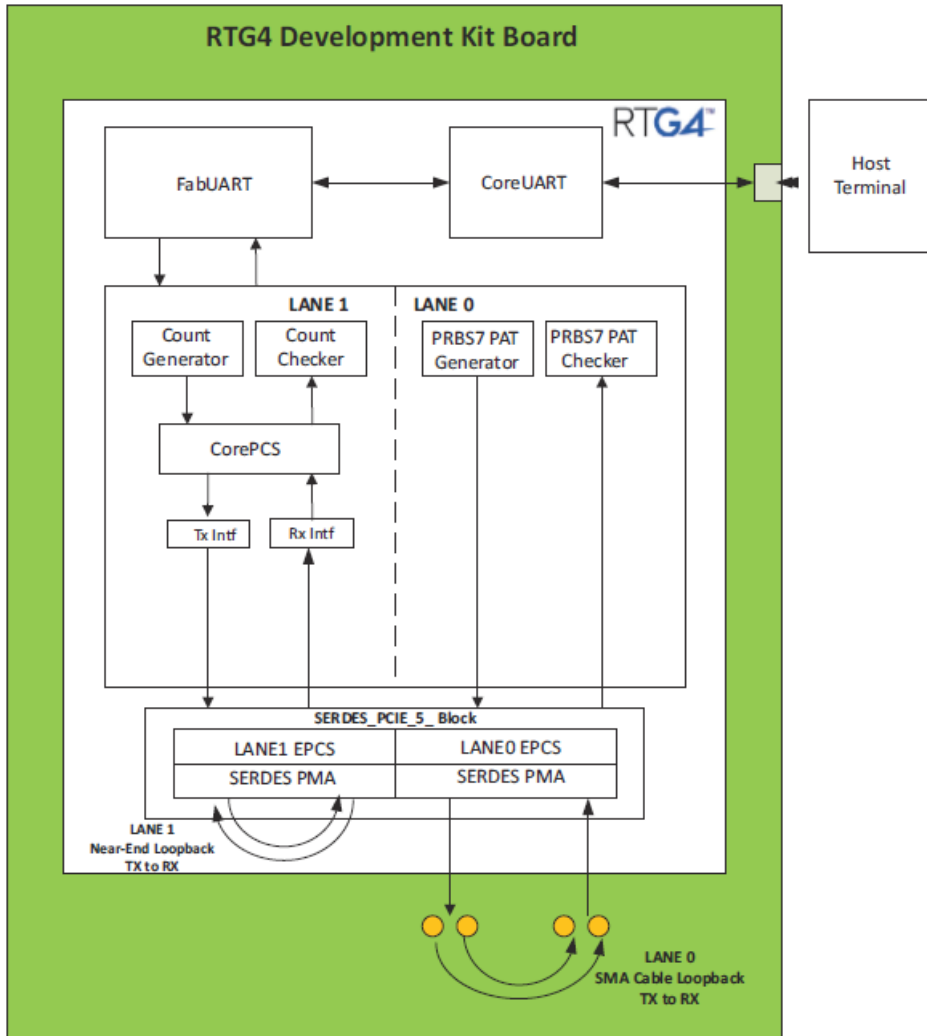 RTG4 Development Kit Board
RTG4™
FabUART
CoreUART
Host
Terminal
LANE 1
LANE 0
Count
Generator
Count
Checker
PRBS7 PAT
Generator
PRBS7 PAT
Checker
CorePCS
Tx Intf
Rx Intf
SERDES_PCIE_5_ Block
LANE1 EPCS
LANE0 EPCS
SERDES PMA
SERDES PMA
LANE 1
Near-End Loopback
TX to RX
LANE 0
SMA Cable Loopback
TX to RX